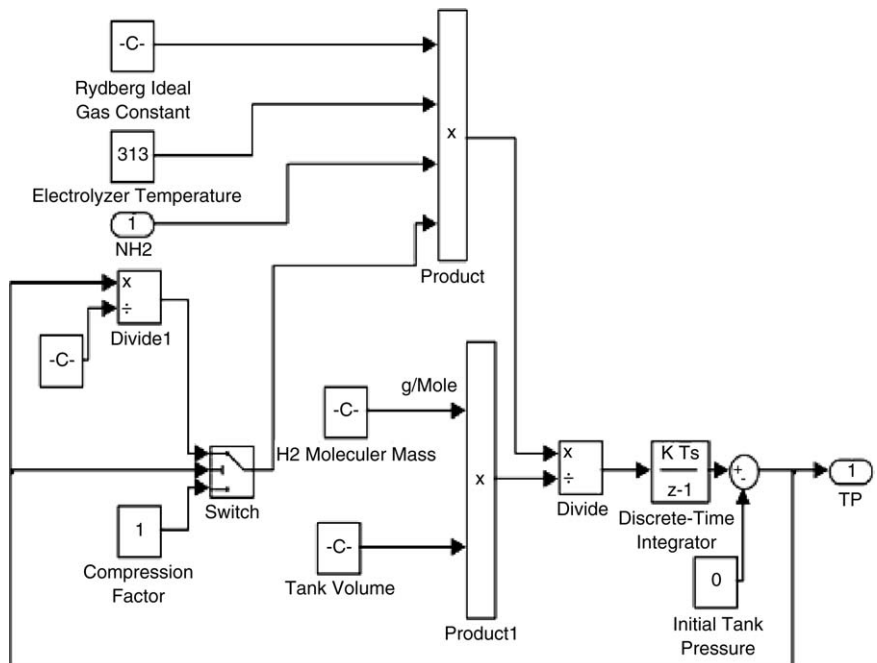 -C-
Rydberg Ideal
Gas Constant
313
Electrolyzer Temperature
1
NH2
x
Product
x
÷
Divide1
-C-
Switch
1
Compression
Factor
g/Mole
-C-
H2 Moleculer Mass
-C-
Tank Volume
x
Product1
x
÷
Divide
K Ts
z-1
Discrete-Time
Integrator
+
-
1
TP
0
Initial Tank
Pressure